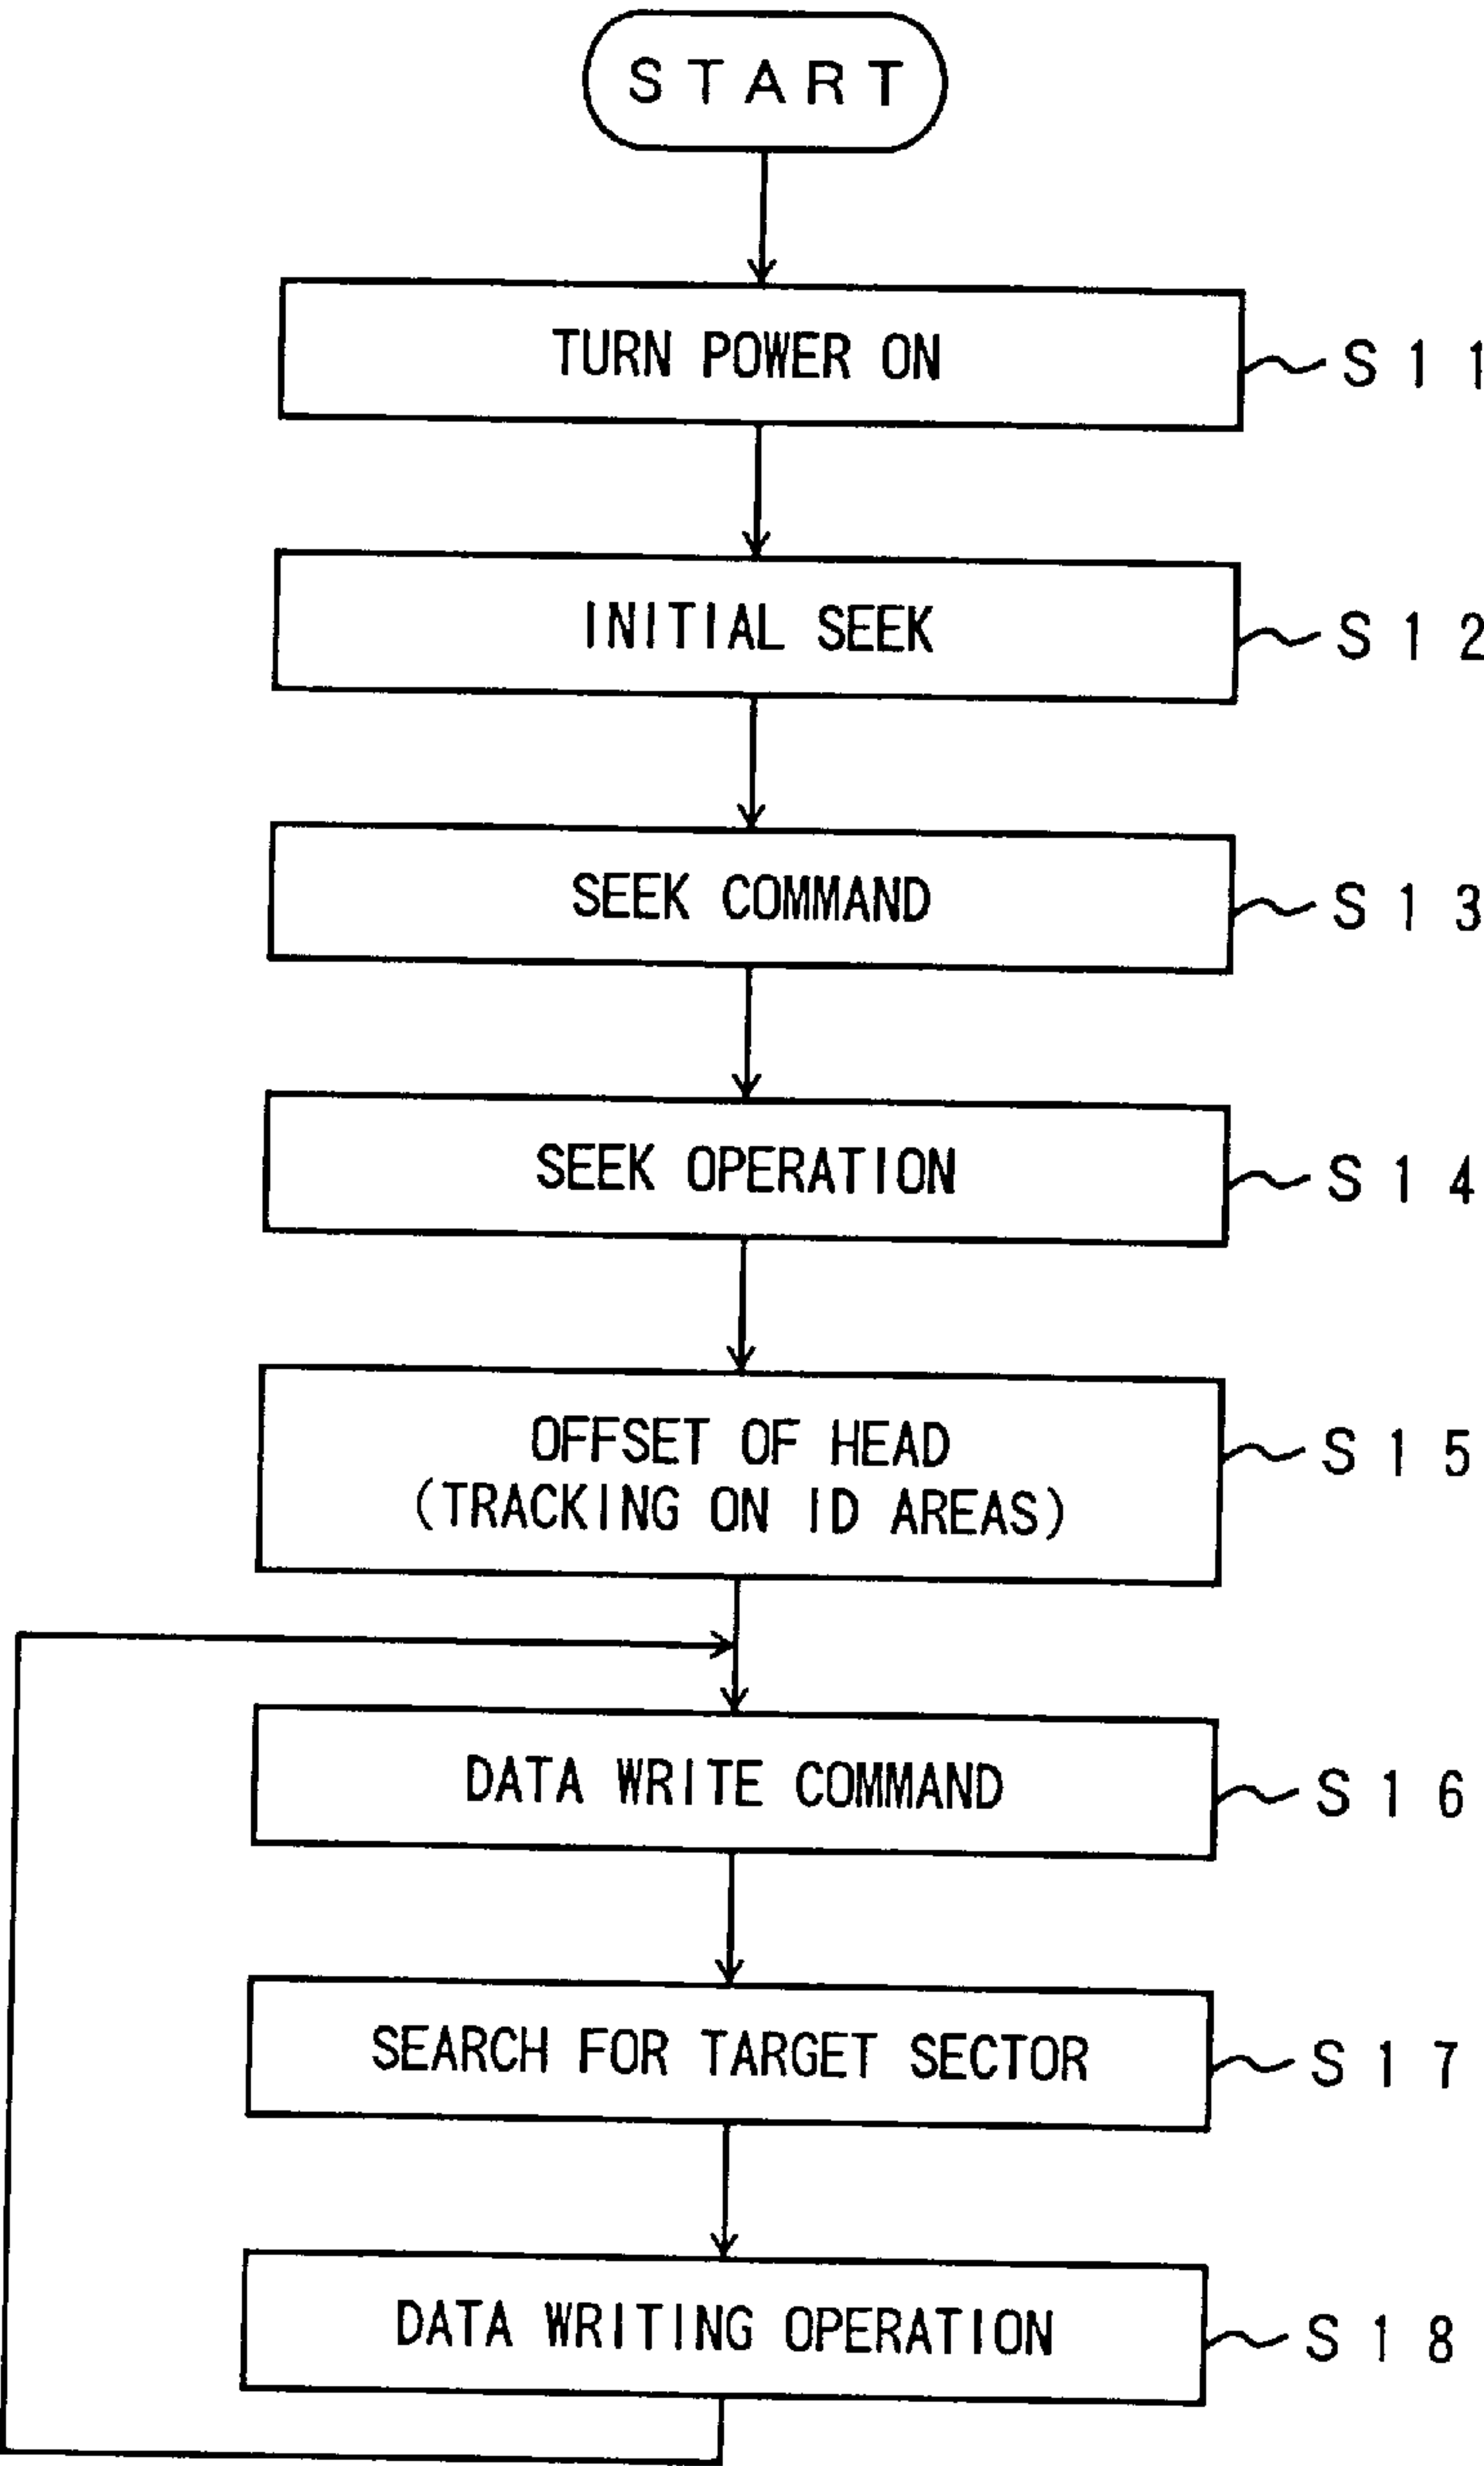 START
TURN POWER ON
S11
INITIAL SEEK
S12
SEEK COMMAND
S13
SEEK OPERATION
S14
OFFSET OF HEAD
(TRACKING ON ID AREAS)
S15
DATA WRITE COMMAND
S16
SEARCH FOR TARGET SECTOR
S17
DATA WRITING OPERATION
S18